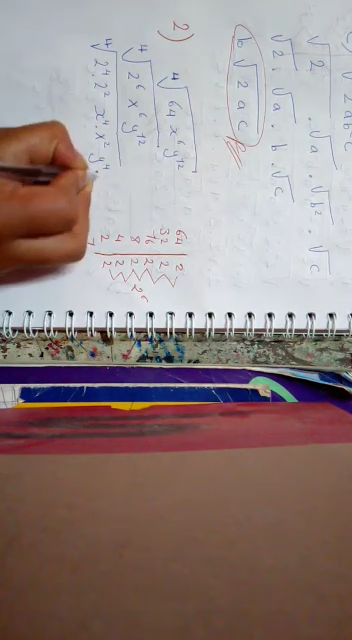 √2ab²c
√2 . √a . √b² . √c
√2 . √a . b . √c
b√2ac
2)
⁴√64x⁶y¹²
⁴√2⁶x⁶y¹²
⁴√2⁴.2² x⁴.x² y⁴.
64 2
32 2
16 2
8 2
4 2
2 2
1 2⁶